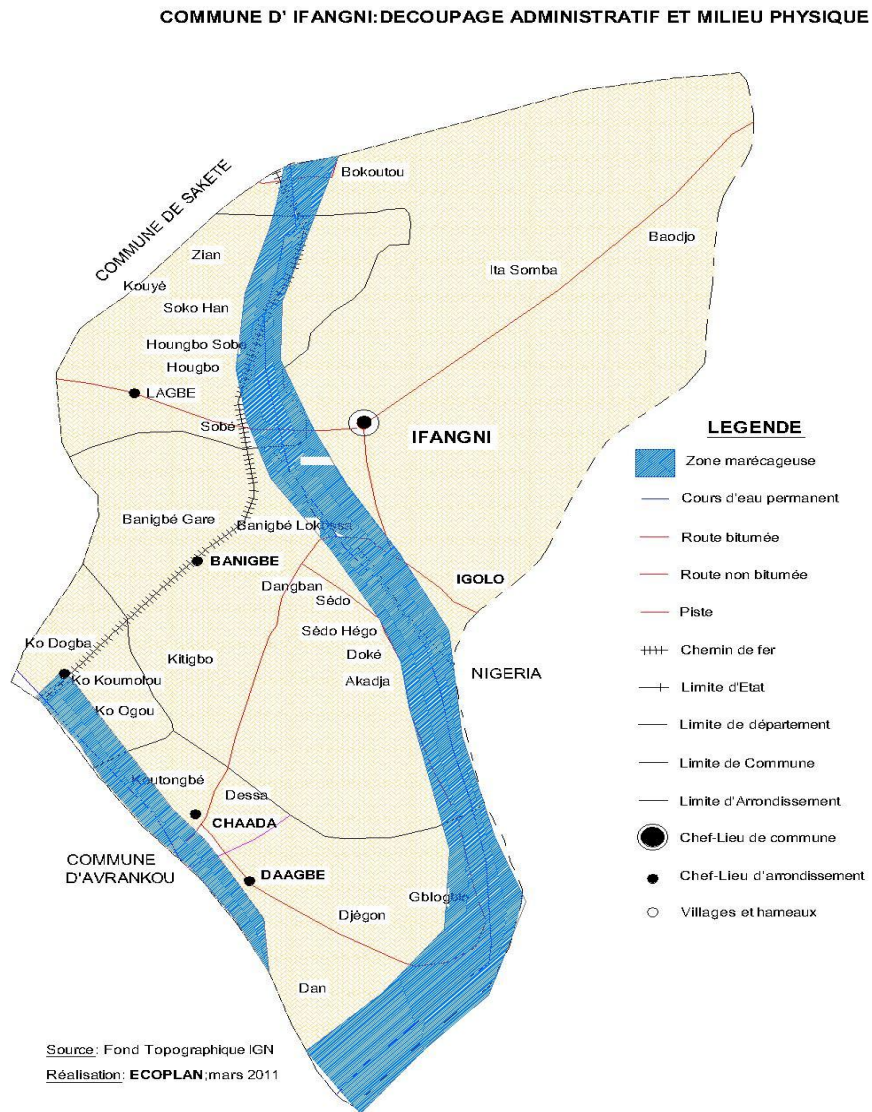 COMMUNE D' IFANGNI:DECOUPAGE ADMINISTRATIF ET MILIEU PHYSIQUE
COMMUNE DE SAKETE
Bokoutou
Baodjo
Zian
Ita Somba
Kouyé
Soko Han
Houngbo Sobe
Hougbo
LAGBE
Sobé
IFANGNI
Banigbé Gare
Banigbé Lokossa
BANIGBE
IGOLO
Dangban
Sèdo
Sèdo Hégo
Ko Dogba
Kitigbo
Doké
NIGERIA
Ko Koumolou
Akadja
Ko Ogou
Koutongbé
Dessa
CHAADA
COMMUNE
D'AVRANKOU
DAAGBE
Gblogblo
Djégon
Dan
LEGENDE
Zone marécageuse
Cours d'eau permanent
Route bitumée
Route non bitumée
Piste
Chemin de fer
Limite d'Etat
Limite de département
Limite de Commune
Limite d'Arrondissement
Chef-Lieu de commune
Chef-Lieu d'arrondissement
Villages et hameaux
Source: Fond Topographique IGN
Réalisation: ECOPLAN;mars 2011